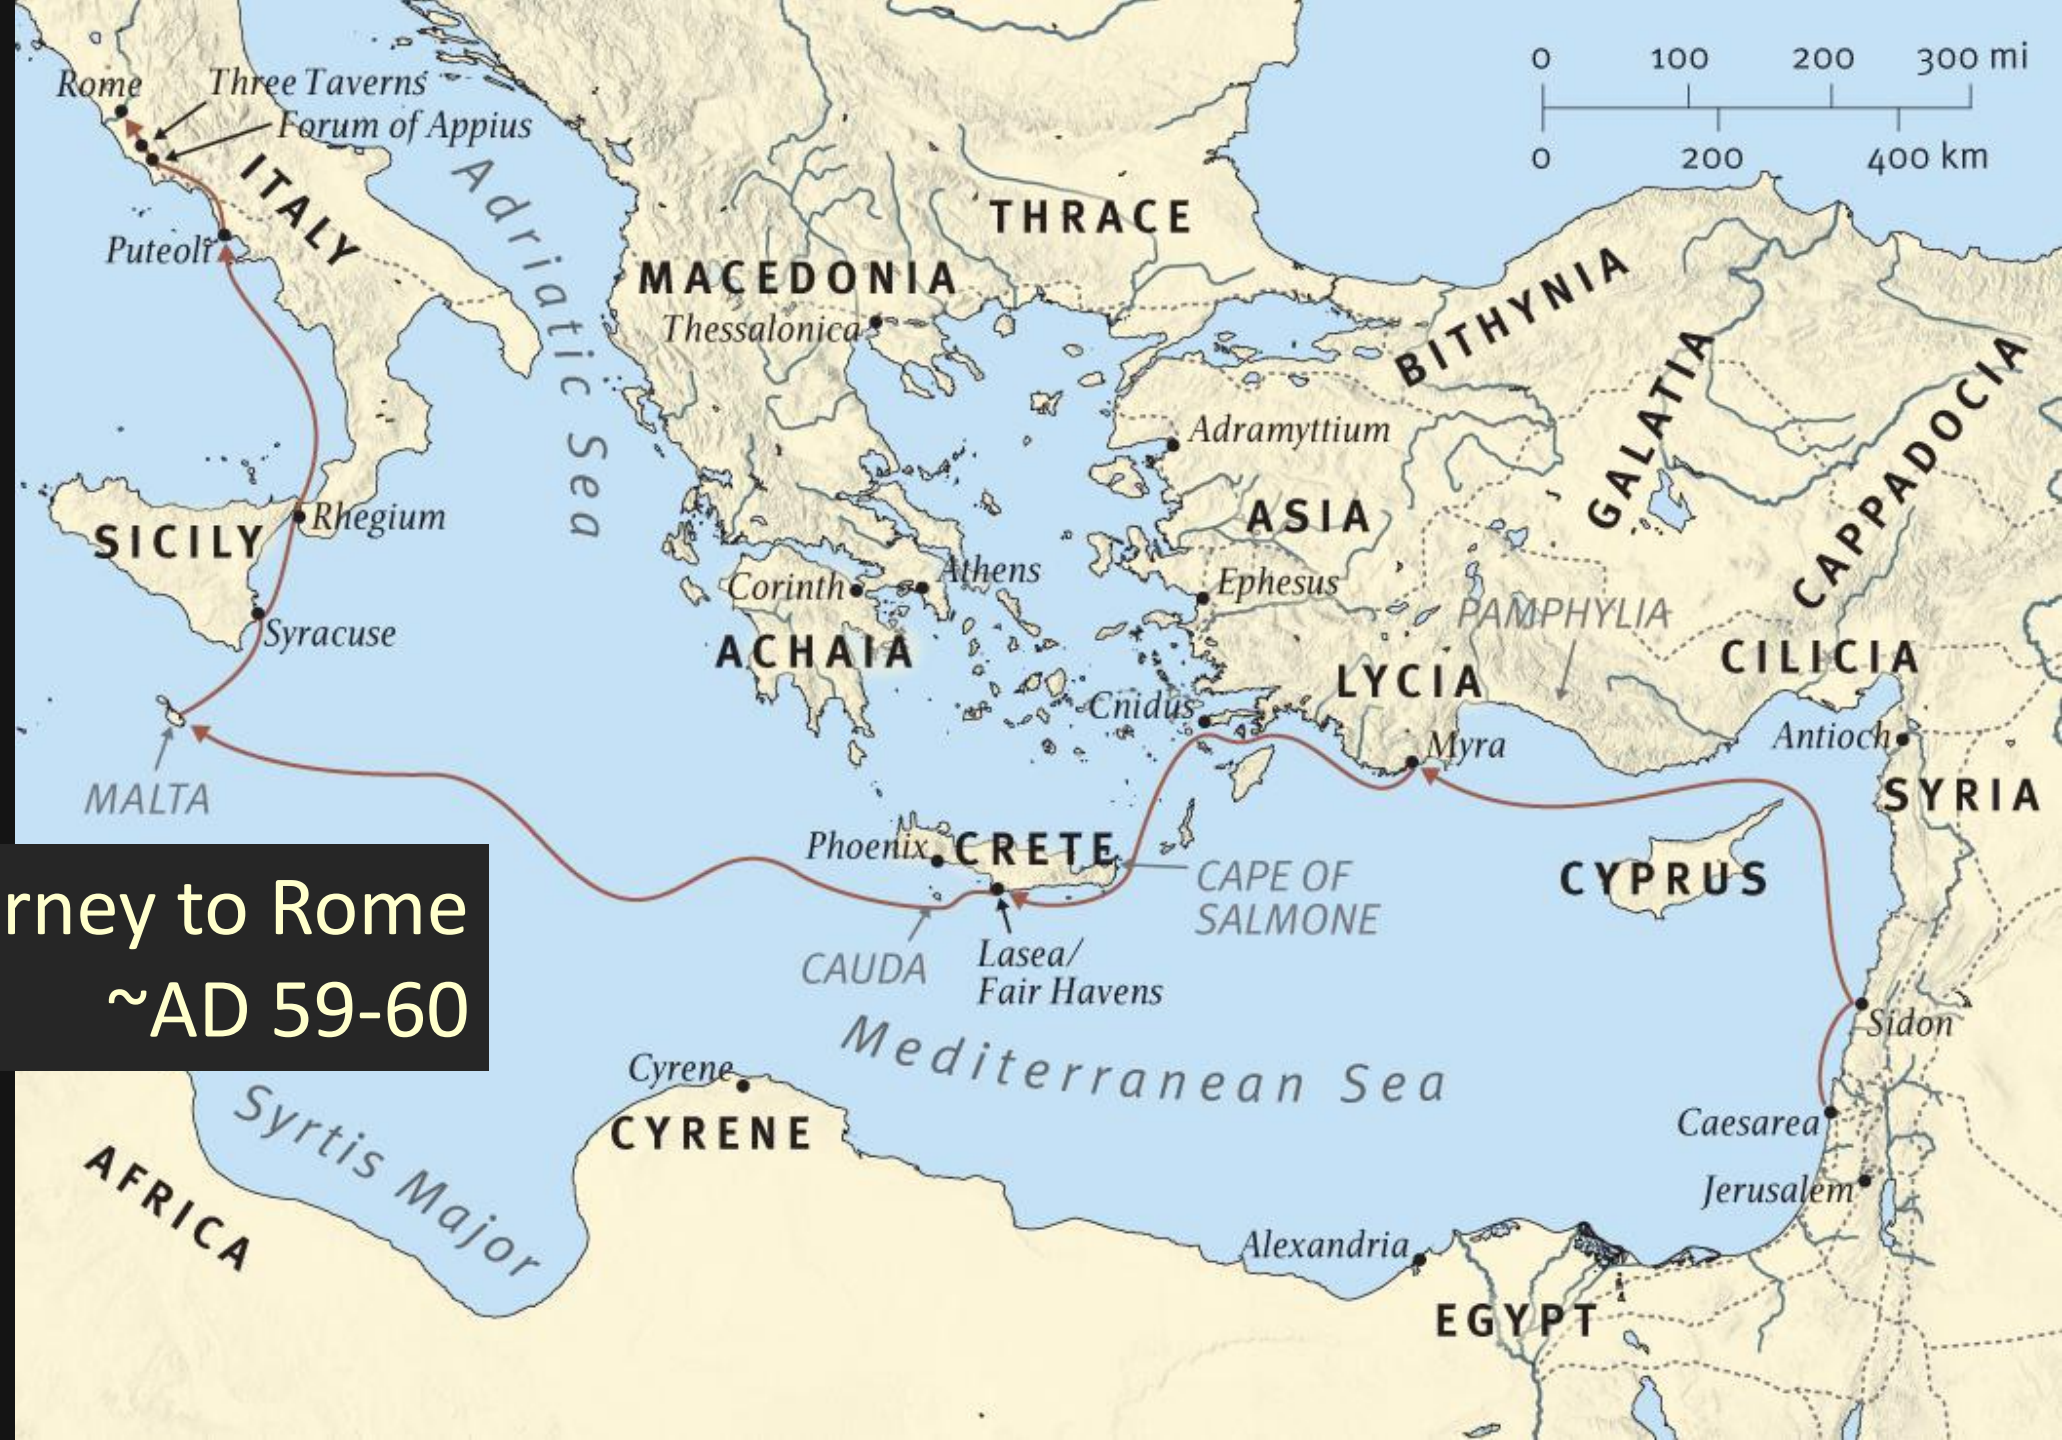 0 100 200 300 mi
0 200 400 km
Rome
Three Taverns
Forum of Appius
ITALY
Adriatic Sea
Puteoli
THRACE
MACEDONIA
Thessalonica
BITHYNIA
GALATIA
CAPPADOCIA
Adramyttium
ASIA
SICILY
Rhegium
Syracuse
Corinth
Athens
ACHAIA
Ephesus
PAMPHYLIA
CILICIA
LYCIA
Cnidus
Myra
Antioch
SYRIA
MALTA
Phoenix
CRETE
CAPE OF
SALMONE
CYPRUS
CAUDA
Lasea/
Fair Havens
rney to Rome
~AD 59-60
Mediterranean Sea
Sidon
Cyrene
CYRENE
Syrtis Major
AFRICA
Caesarea
Jerusalem
Alexandria
EGYPT